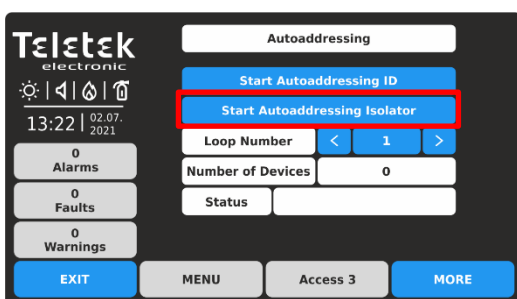 Teletek
electronic
13:22 02.07.
2021
0
Alarms
0
Faults
0
Warnings
Autoaddressing
Start Autoaddressing ID
Start Autoaddressing Isolator
Loop Number < 1 >
Number of Devices 0
Status
EXIT MENU Access 3 MORE